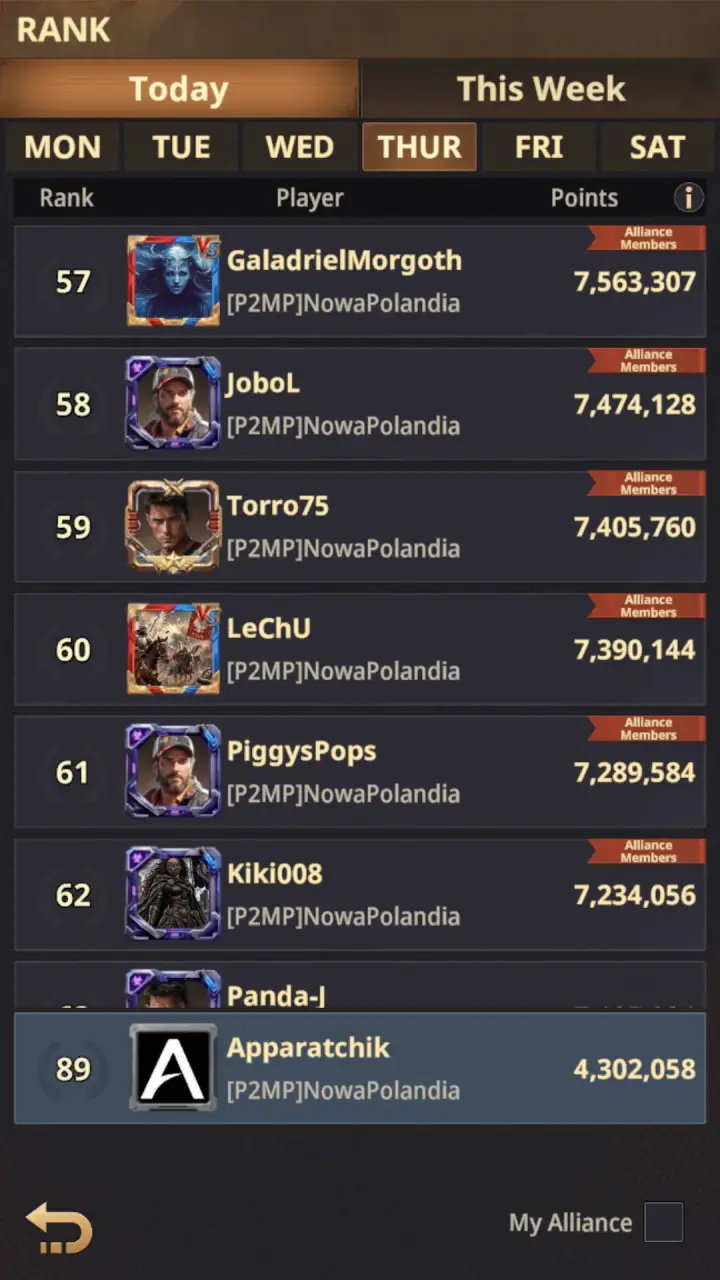 RANK
Today
This Week
MON
TUE
WED
THUR
FRI
SAT
Rank
Player
Points
i
Alliance
Members
57
GaladrielMorgoth
[P2MP]NowaPolandia
7,563,307
Alliance
Members
58
JoboL
[P2MP]NowaPolandia
7,474,128
Alliance
Members
59
Torro75
[P2MP]NowaPolandia
7,405,760
Alliance
Members
60
LeChU
[P2MP]NowaPolandia
7,390,144
Alliance
Members
61
PiggysPops
[P2MP]NowaPolandia
7,289,584
Alliance
Members
62
Kiki008
[P2MP]NowaPolandia
7,234,056
Panda-J
89
Apparatchik
[P2MP]NowaPolandia
4,302,058
My Alliance